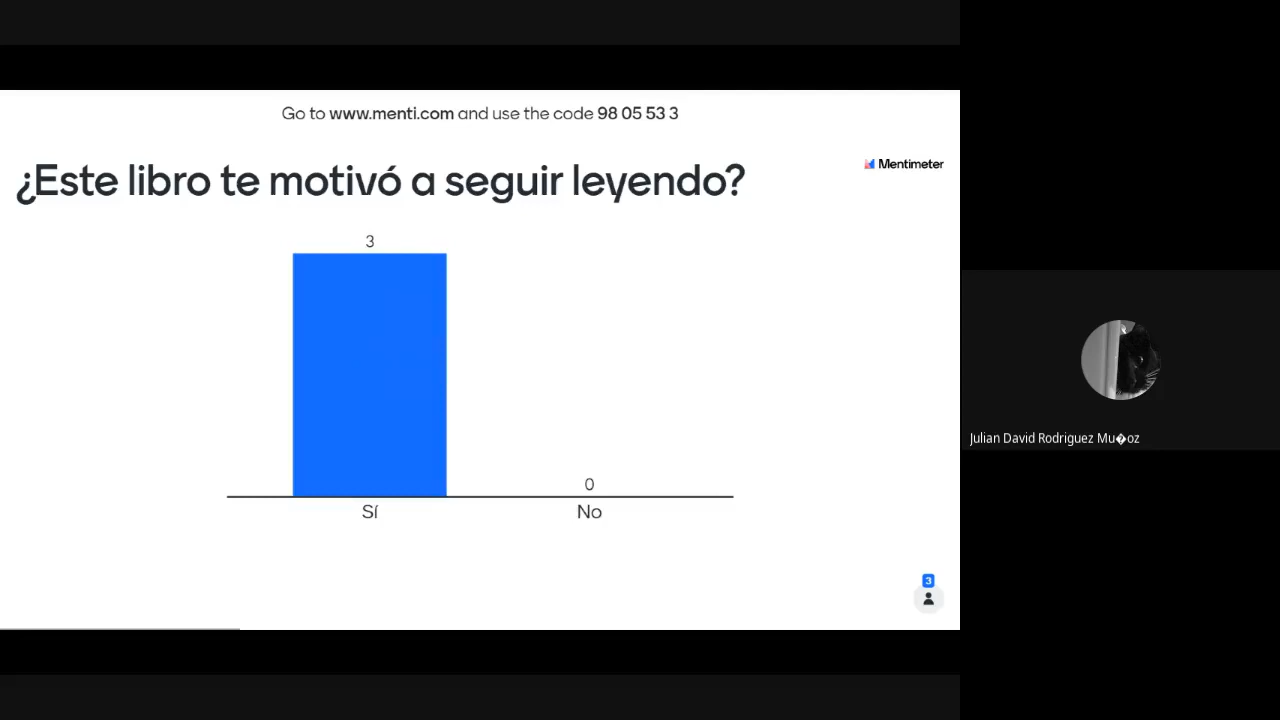 Go to www.menti.com and use the code 98 05 53 3
Mentimeter
¿Este libro te motivó a seguir leyendo?
3
0
Sí
No
3
Julian David Rodriguez Mu�oz